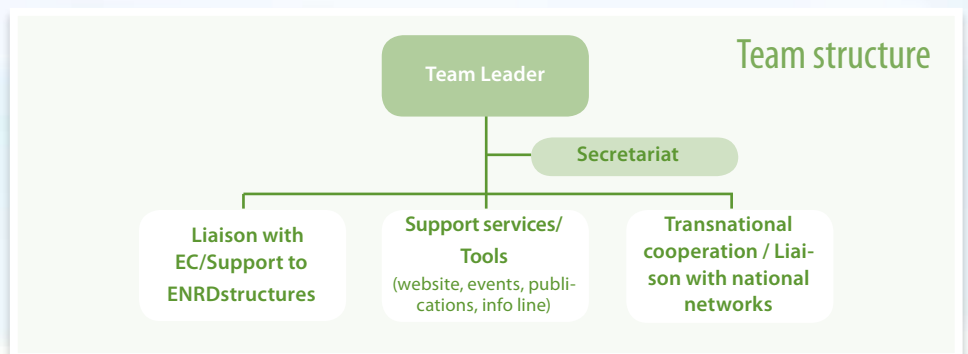 Team structure
Team Leader
Secretariat
Liaison with
EC/Support to
ENRDstructures
Support services/
Tools
(website, events, publi-
cations, info line)
Transnational
cooperation / Liai-
son with national
networks